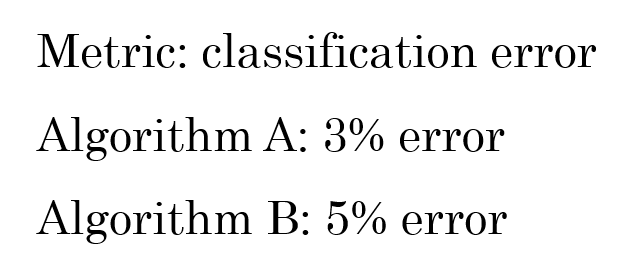 Metric: classification error
Algorithm A: 3% error
Algorithm B: 5% error